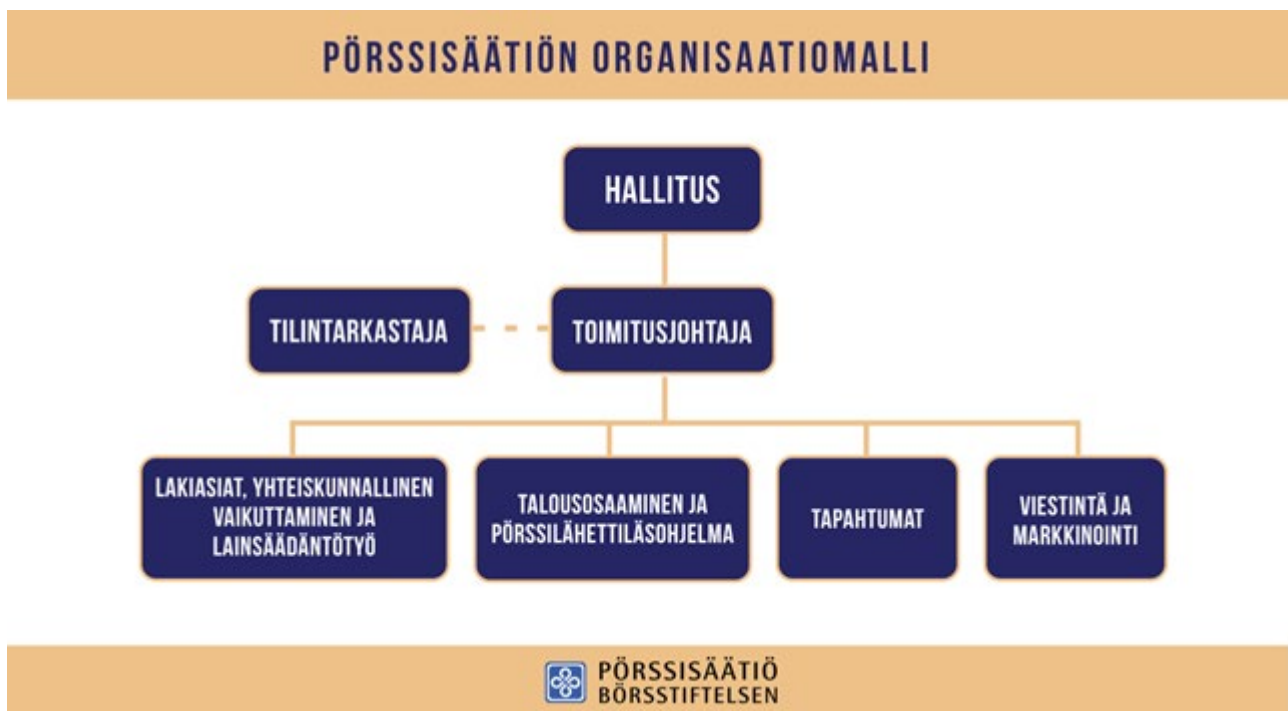 PÖRSSISÄÄTIÖN ORGANISAATIOMALLI
HALLITUS
TILINTARKASTAJA
TOIMITUSJOHTAJA
LAKIASIAT, YHTEISKUNNALLINEN
VAIKUTTAMINEN JA
LAINSÄÄDÄNTÖTYÖ
TALOUSOSAAMINEN JA
PÖRSSILÄHETTILÄSOHJELMA
TAPAHTUMAT
VIESTINTÄ JA
MARKKINOINTI
PÖRSSISÄÄTIÖ
BÖRSSTIFTELSEN